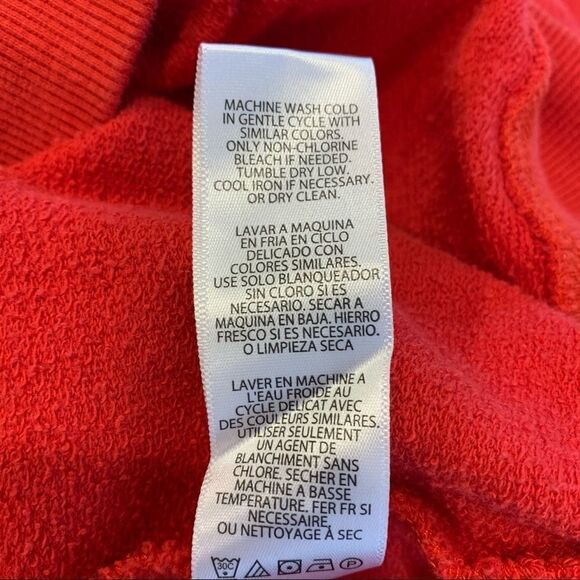 MACHINE WASH COLD
IN GENTLE CYCLE WITH
SIMILAR COLORS.
ONLY NON-CHLORINE
BLEACH IF NEEDED.
TUMBLE DRY LOW.
COOL IRON IF NECESSARY.
OR DRY CLEAN.
LAVAR A MAQUINA
EN FRIA EN CICLO
DELICADO CON
COLORES SIMILARES.
USE SOLO BLANQUEADOR
SIN CLORO SI ES
NECESARIO. SECAR A
MAQUINA EN BAJA. HIERRO
FRESCO SI ES NECESARIO.
O LIMPIEZA SECA
LAVER EN MACHINE A
L'EAU FROIDE AU
CYCLE DELICAT AVEC
DES COULEURS SIMILARES.
UTILISER SEULEMENT
UN AGENT DE
BLANCHIMENT SANS
CHLORE. SECHER EN
MACHINE A BASSE
TEMPERATURE. FER FR SI
NECESSAIRE,
OU NETTOYAGE À SEC
30C P